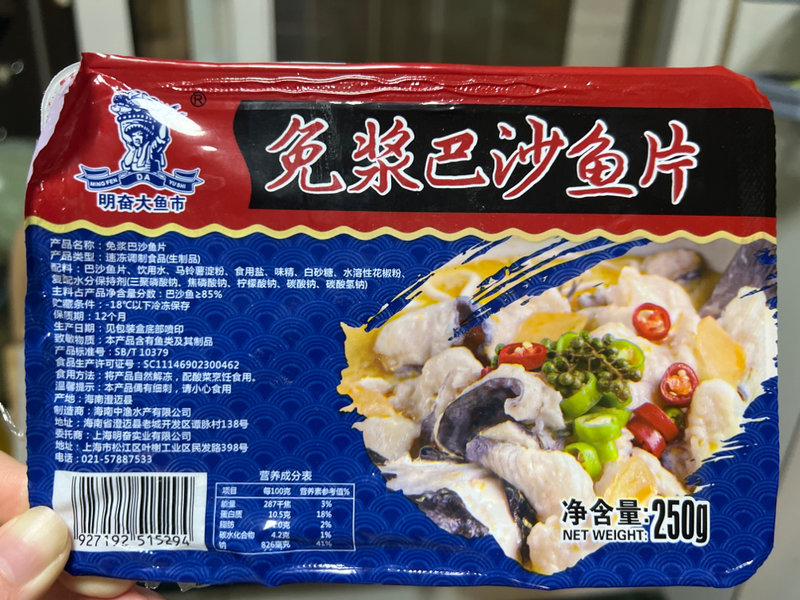 ®
MING FEN DA YU SHI
明奋大鱼市
免浆巴沙鱼片
产品名称：免浆巴沙鱼片
产品类型：速冻调制食品(生制品)
配料：巴沙鱼片、饮用水、马铃薯淀粉、食用盐、味精、白砂糖、水溶性花椒粉、
复配水分保持剂(三聚磷酸钠、焦磷酸钠、柠檬酸钠、碳酸钠、碳酸氢钠)
主料占产品净含量分数：巴沙鱼≥85%
贮藏条件：-18℃以下冷冻保存
保质期：12个月
生产日期：见包装盒底部喷印
致敏物质：本产品含有鱼类及其制品
产品标准号：SB/T 10379
食品生产许可证号：SC11146902300462
食用方法：将产品自然解冻，配酸菜烹饪食用。
温馨提示：本产品偶有细刺，请小心食用
产地：海南澄迈县
制造商：海南中渔水产有限公司
地址：海南省澄迈县老城开发区谭脉村138号
委托商：上海明奋实业有限公司
地址：上海市松江区叶榭工业区民发路398号
电话：021-57887533
营养成分表
项目 每100克 营养素参考值%
能量 287千焦 3%
蛋白质 10.5克 18%
脂肪 2%
碳水化合物 4.2克 1%
钠 826毫克 41%
927192 515294
净含量: 250g
NET WEIGHT: